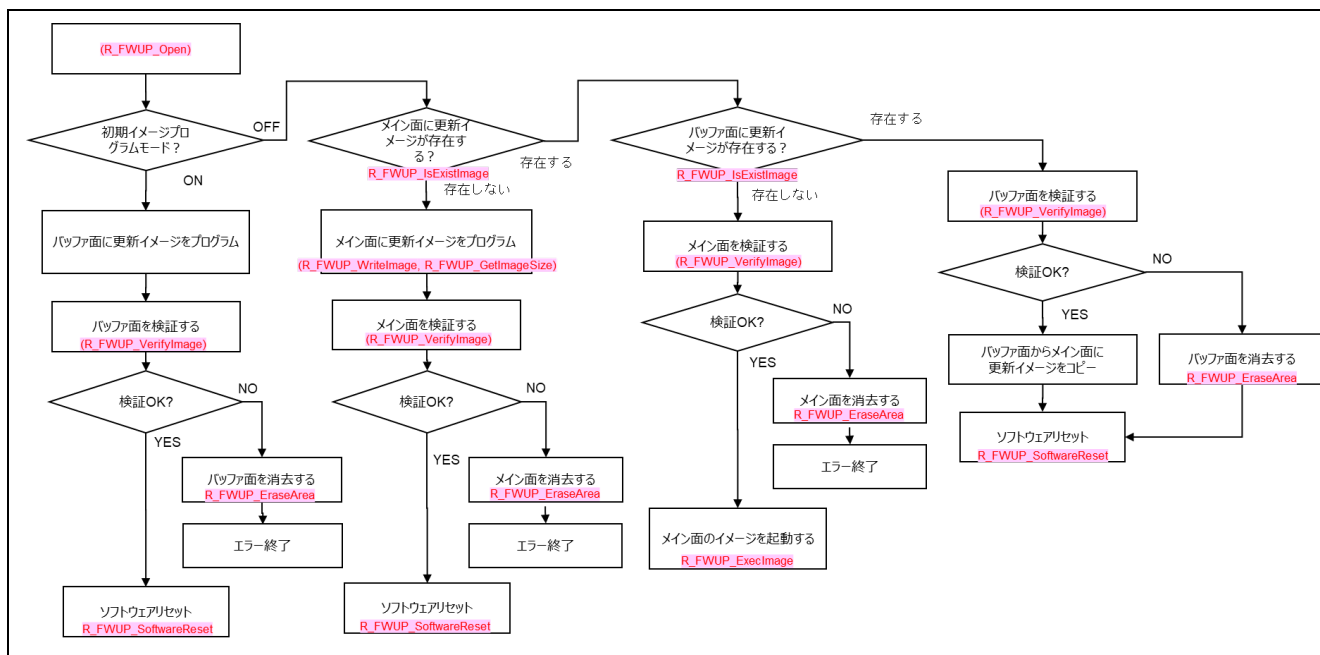 (R_FWUP_Open)
初期イメージプロ
グラムモード？
OFF
ON
バッファ面に更新イメージをプログラム
バッファ面を検証する
(R_FWUP_VerifyImage)
検証OK?
NO
YES
バッファ面を消去する
R_FWUP_EraseArea
エラー終了
ソフトウェアリセット
R_FWUP_SoftwareReset
メイン面に更新イ
メージが存在す
る？
R_FWUP_IsExistImage
存在する
存在しない
メイン面に更新イメージをプログラム
(R_FWUP_WriteImage, R_FWUP_GetImageSize)
メイン面を検証する
(R_FWUP_VerifyImage)
検証OK?
NO
YES
メイン面を消去する
R_FWUP_EraseArea
エラー終了
ソフトウェアリセット
R_FWUP_SoftwareReset
バッファ面に更新イ
メージが存在する？
R_FWUP_IsExistImage
存在する
存在しない
メイン面を検証する
(R_FWUP_VerifyImage)
検証OK?
NO
YES
メイン面を消去する
R_FWUP_EraseArea
エラー終了
メイン面のイメージを起動する
R_FWUP_ExecImage
バッファ面を検証する
(R_FWUP_VerifyImage)
検証OK?
NO
YES
バッファ面からメイン面に
更新イメージをコピー
バッファ面を消去する
R_FWUP_EraseArea
ソフトウェアリセット
R_FWUP_SoftwareReset